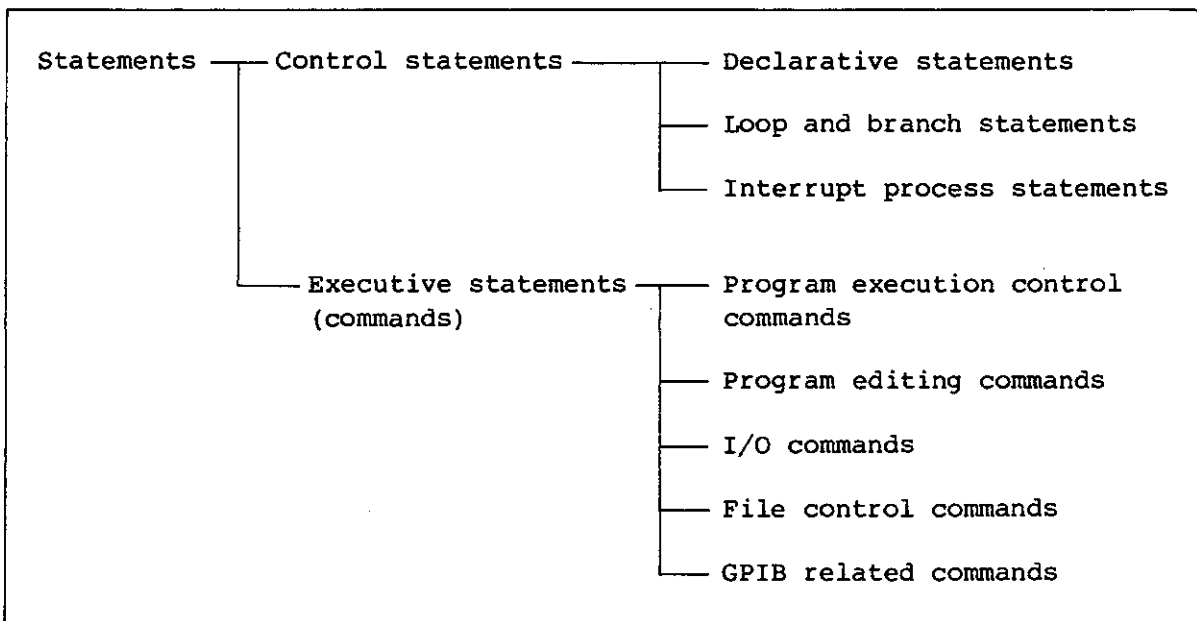 Statements
Control statements
Declarative statements
Loop and branch statements
Interrupt process statements
Executive statements
(commands)
Program execution control
commands
Program editing commands
I/O commands
File control commands
GPIB related commands